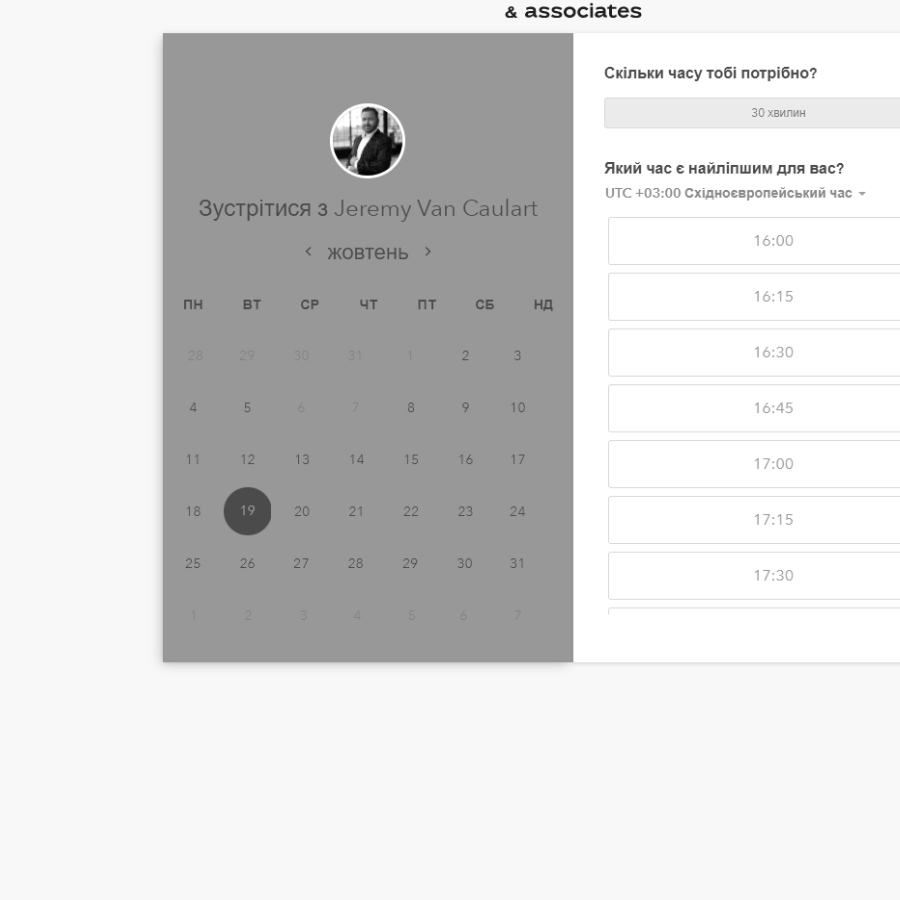 & associates
Зустрітися з Jeremy Van Caulart
жовтень
ПН ВТ СР ЧТ ПТ СБ НД
28 29 30 31 1 2 3
4 5 6 7 8 9 10
11 12 13 14 15 16 17
18 19 20 21 22 23 24
25 26 27 28 29 30 31
1 2 3 4 5 6 7
Скільки часу тобі потрібно?
30 хвилин
Який час є найліпшим для вас?
UTC +03:00 Східноєвропейський час
16:00
16:15
16:30
16:45
17:00
17:15
17:30